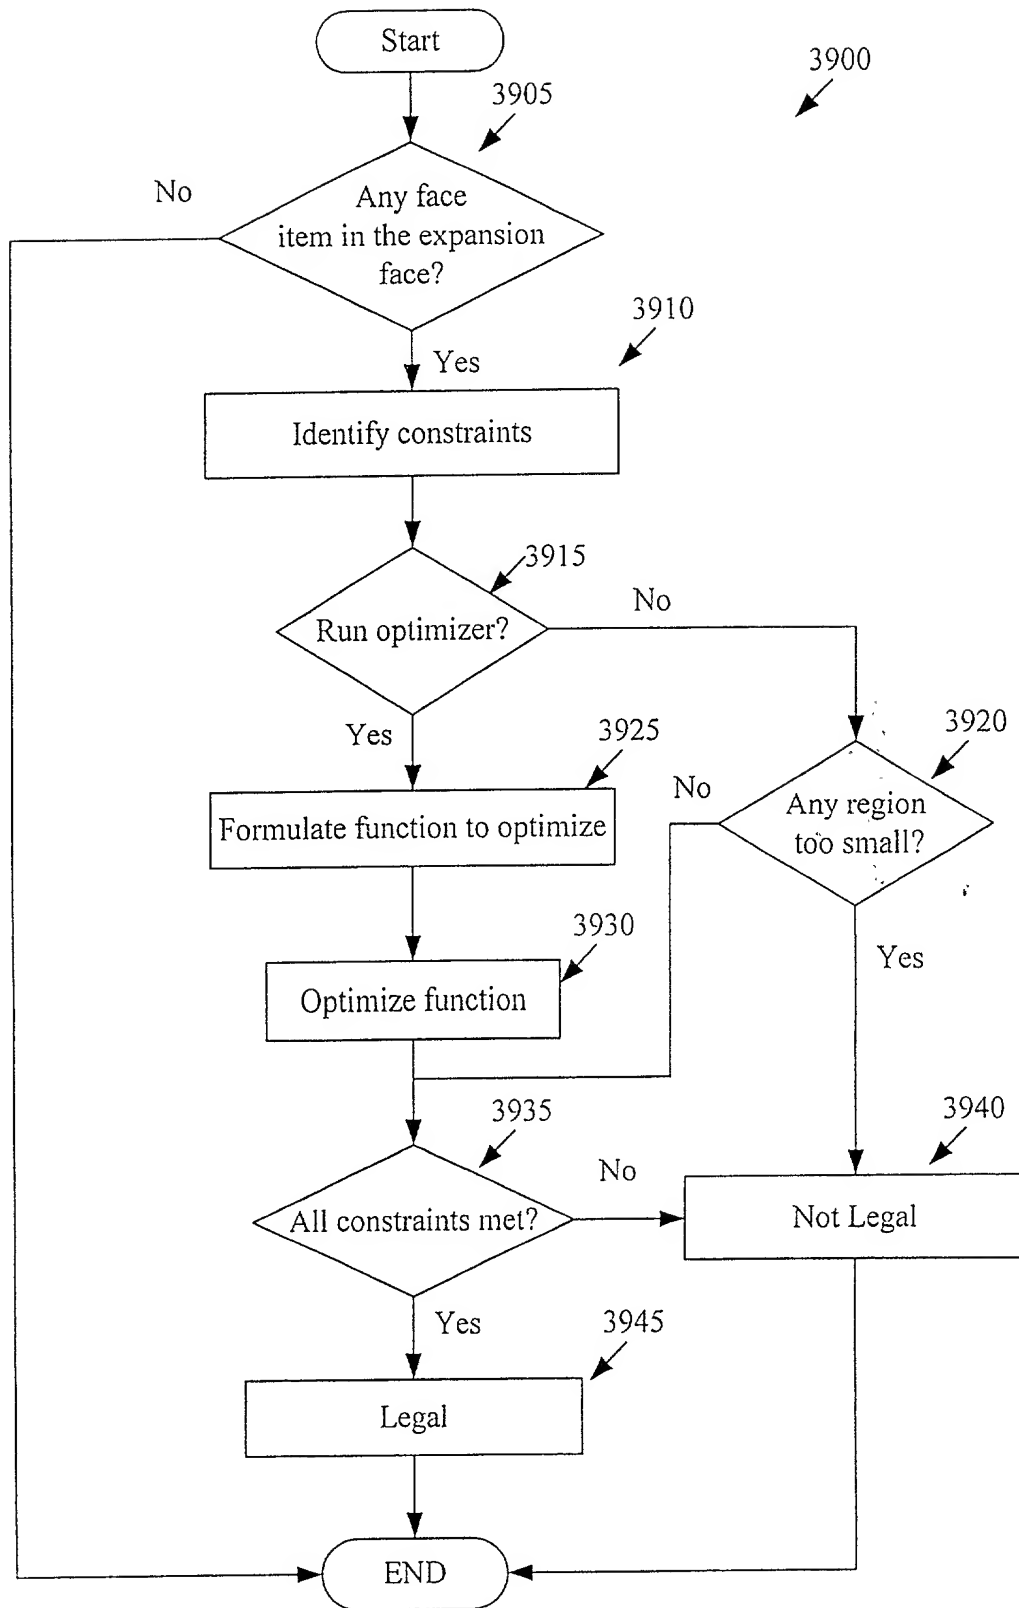 Start
3900
3905
No
Any face
item in the expansion
face?
3910
Yes
Identify constraints
3915
No
Run optimizer?
Yes
3925
3920
No
Any region
too small?
Formulate function to optimize
3930
Yes
Optimize function
3935
3940
No
All constraints met?
Not Legal
Yes
3945
Legal
END